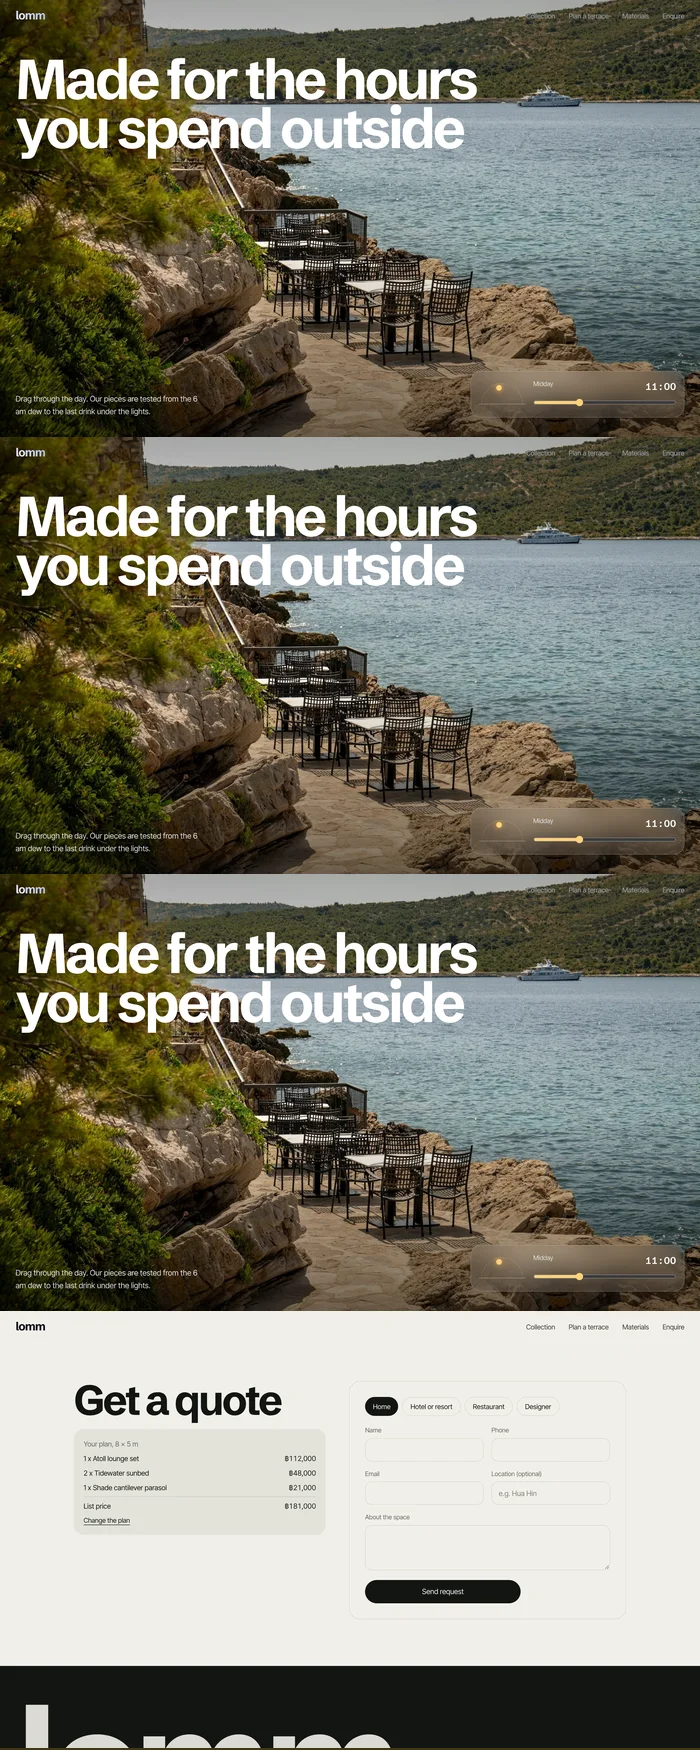 lomm
Collection Plan a terrace Materials Enquire
Made for the hours
you spend outside
Drag through the day. Our pieces are tested from the 6
am dew to the last drink under the lights.
Midday 11:00
lomm
Collection Plan a terrace Materials Enquire
Made for the hours
you spend outside
Drag through the day. Our pieces are tested from the 6
am dew to the last drink under the lights.
Midday 11:00
lomm
Collection Plan a terrace Materials Enquire
Made for the hours
you spend outside
Drag through the day. Our pieces are tested from the 6
am dew to the last drink under the lights.
Midday 11:00
lomm
Collection Plan a terrace Materials Enquire
Get a quote
Your plan, 8 × 5 m
1 x Atoll lounge set ฿112,000
2 x Tidewater sunbed ฿48,000
1 x Shade cantilever parasol ฿21,000
List price ฿181,000
Change the plan
Home Hotel or resort Restaurant Designer
Name Phone
Email Location (optional)
e.g. Hua Hin
About the space
Send request
lomm